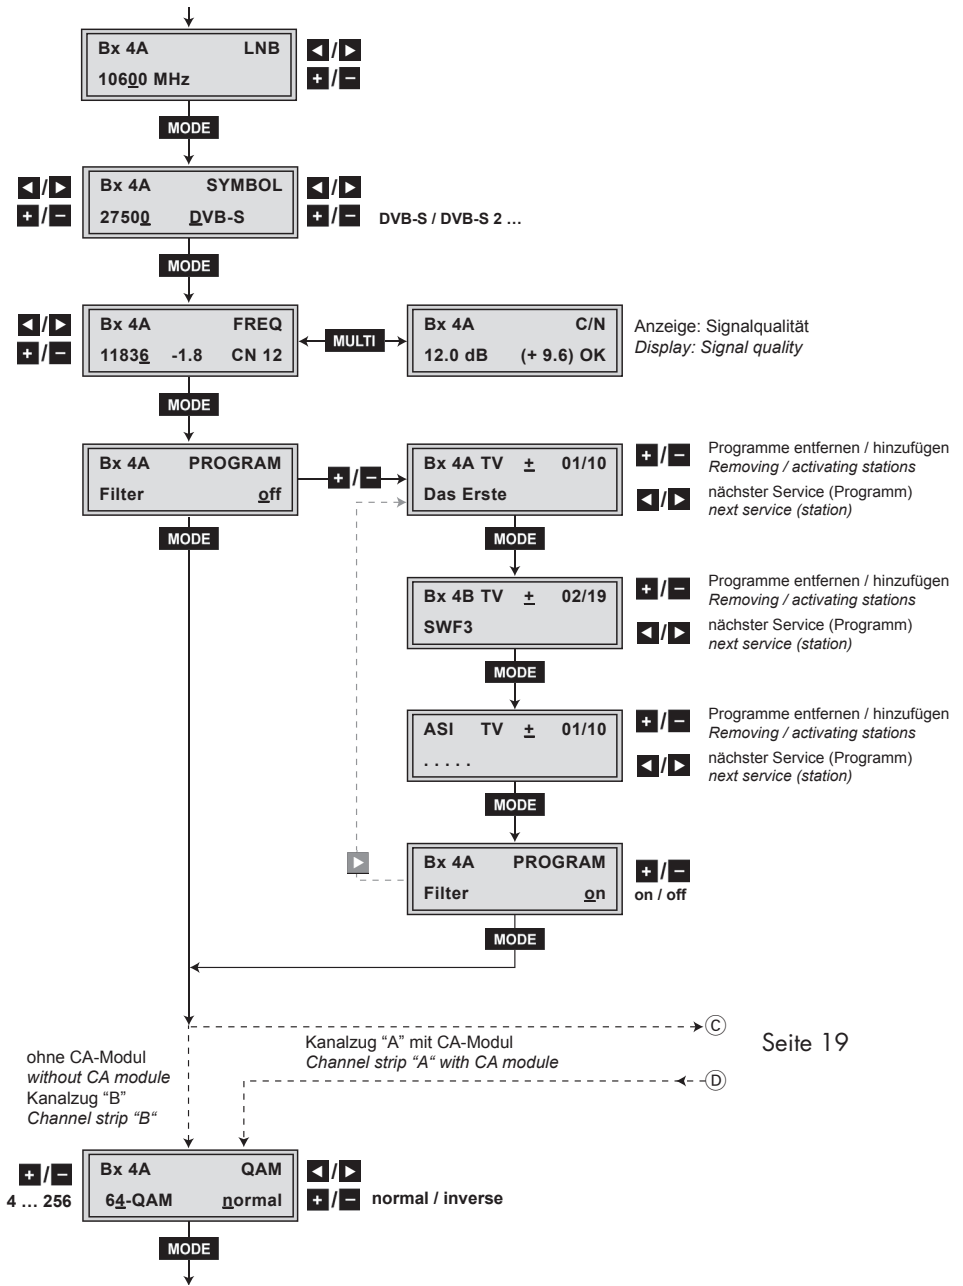 Bx 4A LNB
10600 MHz
+ / −
MODE
Bx 4A SYMBOL
27500 DVB-S
+ / −
+ / −
DVB-S / DVB-S 2 ...
MODE
Bx 4A FREQ
11836 -1.8 CN 12
+ / −
MULTI
Bx 4A C/N
12.0 dB (+ 9.6) OK
Anzeige: Signalqualität
Display: Signal quality
MODE
Bx 4A PROGRAM
Filter off
+ / −
Bx 4A TV ± 01/10
Das Erste
+ / −
Programme entfernen / hinzufügen
Removing / activating stations
nächster Service (Programm)
next service (station)
MODE
MODE
Bx 4B TV ± 02/19
SWF3
+ / −
Programme entfernen / hinzufügen
Removing / activating stations
nächster Service (Programm)
next service (station)
MODE
ASI TV ± 01/10
. . . . .
+ / −
Programme entfernen / hinzufügen
Removing / activating stations
nächster Service (Programm)
next service (station)
MODE
Bx 4A PROGRAM
Filter on
+ / −
on / off
MODE
C
Seite 19
Kanalzug "A" mit CA-Modul
Channel strip "A“ with CA module
D
ohne CA-Modul
without CA module
Kanalzug “B”
Channel strip “B“
Bx 4A QAM
64-QAM normal
+ / −
4 ... 256
+ / −
normal / inverse
MODE